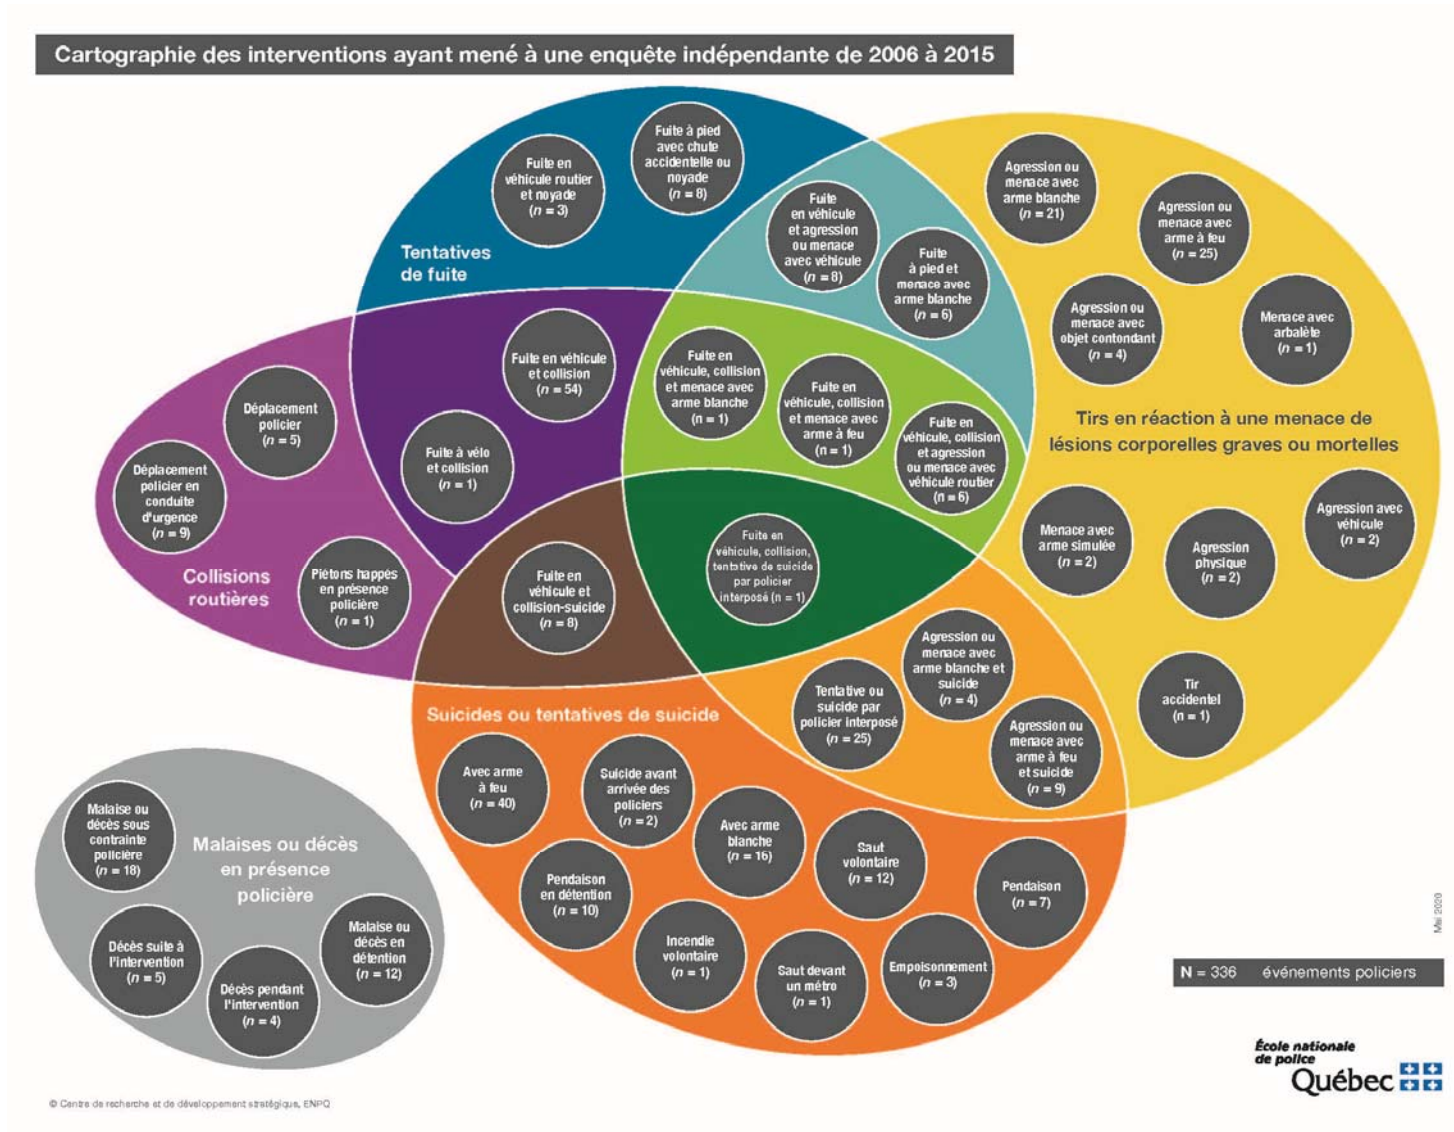 Cartographie des interventions ayant mené à une enquête indépendante de 2006 à 2015
Fuite à pied
avec chute
accidentelle ou
noyade
(n = 8)
Fuite en
véhicule routier
et noyade
(n = 3)
Tentatives
de fuite
Fuite
en véhicule
et agression
ou menace
avec véhicule
(n = 8)
Fuite
à pied et
menace avec
arme blanche
(n = 6)
Agression ou
menace avec
arme blanche
(n = 21)
Agression ou
menace avec
arme à feu
(n = 25)
Agression ou
menace avec
objet contondant
(n = 4)
Menace avec
arbalète
(n = 1)
Tirs en réaction à une menace de
lésions corporelles graves ou mortelles
Menace avec
arme simulée
(n = 2)
Agression
physique
(n = 2)
Agression avec
véhicule
(n = 2)
Tir
accidentel
(n = 1)
Fuite en véhicule
et collision
(n = 54)
Fuite à vélo
et collision
(n = 1)
Fuite en
véhicule, collision
et menace avec
arme blanche
(n = 1)
Fuite en
véhicule, collision
et menace avec
arme à feu
(n = 1)
Fuite en
véhicule, collision
et agression
ou menace avec
véhicule routier
(n = 6)
Déplacement
policier
(n = 5)
Déplacement
policier en
conduite
d'urgence
(n = 9)
Collisions
routières
Piétons happés
en présence
policière
(n = 1)
Fuite en
véhicule et
collision-suicide
(n = 8)
Fuite en
véhicule, collision,
tentative de suicide
par policier
interposé (n = 1)
Agression ou
menace avec
arme blanche et
suicide
(n = 4)
Tentative ou
suicide par
policier interposé
(n = 25)
Agression ou
menace avec
arme à feu
et suicide
(n = 9)
Suicides ou tentatives de suicide
Avec arme
à feu
(n = 40)
Suicide avant
arrivée des
policiers
(n = 2)
Avec arme
blanche
(n = 16)
Saut
volontaire
(n = 12)
Pendaison
(n = 7)
Pendaison
en détention
(n = 10)
Incendie
volontaire
(n = 1)
Saut devant
un métro
(n = 1)
Empoisonnement
(n = 3)
Malaise ou
décès sous
contrainte
policière
(n = 18)
Malaises ou décès
en présence
policière
Décès suite à
l'intervention
(n = 5)
Décès pendant
l'intervention
(n = 4)
Malaise ou
décès en
détention
(n = 12)
Mai 2020
N = 336 événements policiers
École nationale
de police
Québec
© Centre de recherche et de développement stratégique, ENPQ